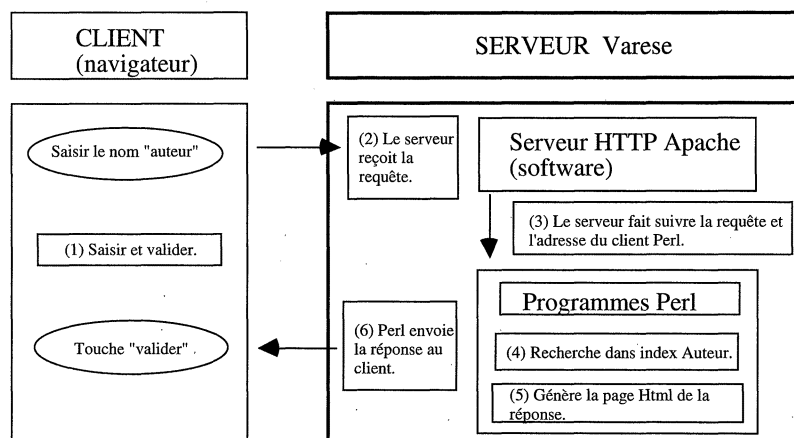 CLIENT
(navigateur)
SERVEUR Varese
Saisir le nom "auteur"
(1) Saisir et valider.
Touche "valider"
(2) Le serveur
reçoit la
requête.
Serveur HTTP Apache
(software)
(3) Le serveur fait suivre la requête et
l'adresse du client Perl.
Programmes Perl
(4) Recherche dans index Auteur.
(5) Génère la page Html de la
réponse.
(6) Perl envoie
la réponse au
client.